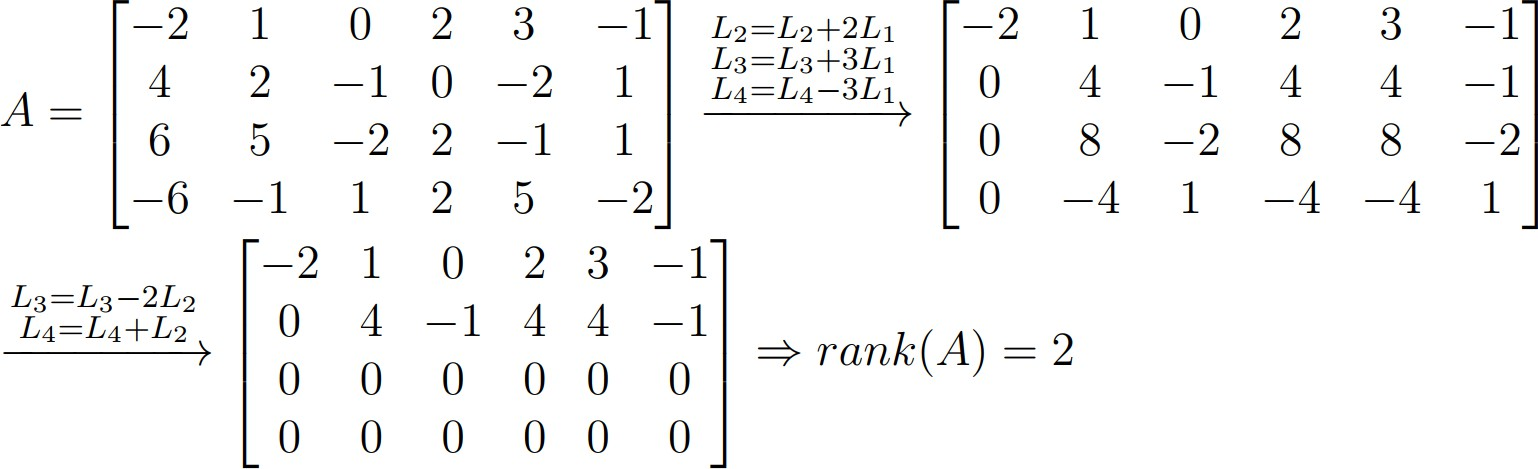 A = [−2 1 0 2 3 −1; 4 2 −1 0 −2 1; 6 5 −2 2 −1 1; −6 −1 1 2 5 −2] L2=L2+2L1 L3=L3+3L1 L4=L4−3L1 → [−2 1 0 2 3 −1; 0 4 −1 4 4 −1; 0 8 −2 8 8 −2; 0 −4 1 −4 −4 1]
L3=L3−2L2 L4=L4+L2 → [−2 1 0 2 3 −1; 0 4 −1 4 4 −1; 0 0 0 0 0 0; 0 0 0 0 0 0] ⇒ rank(A) = 2